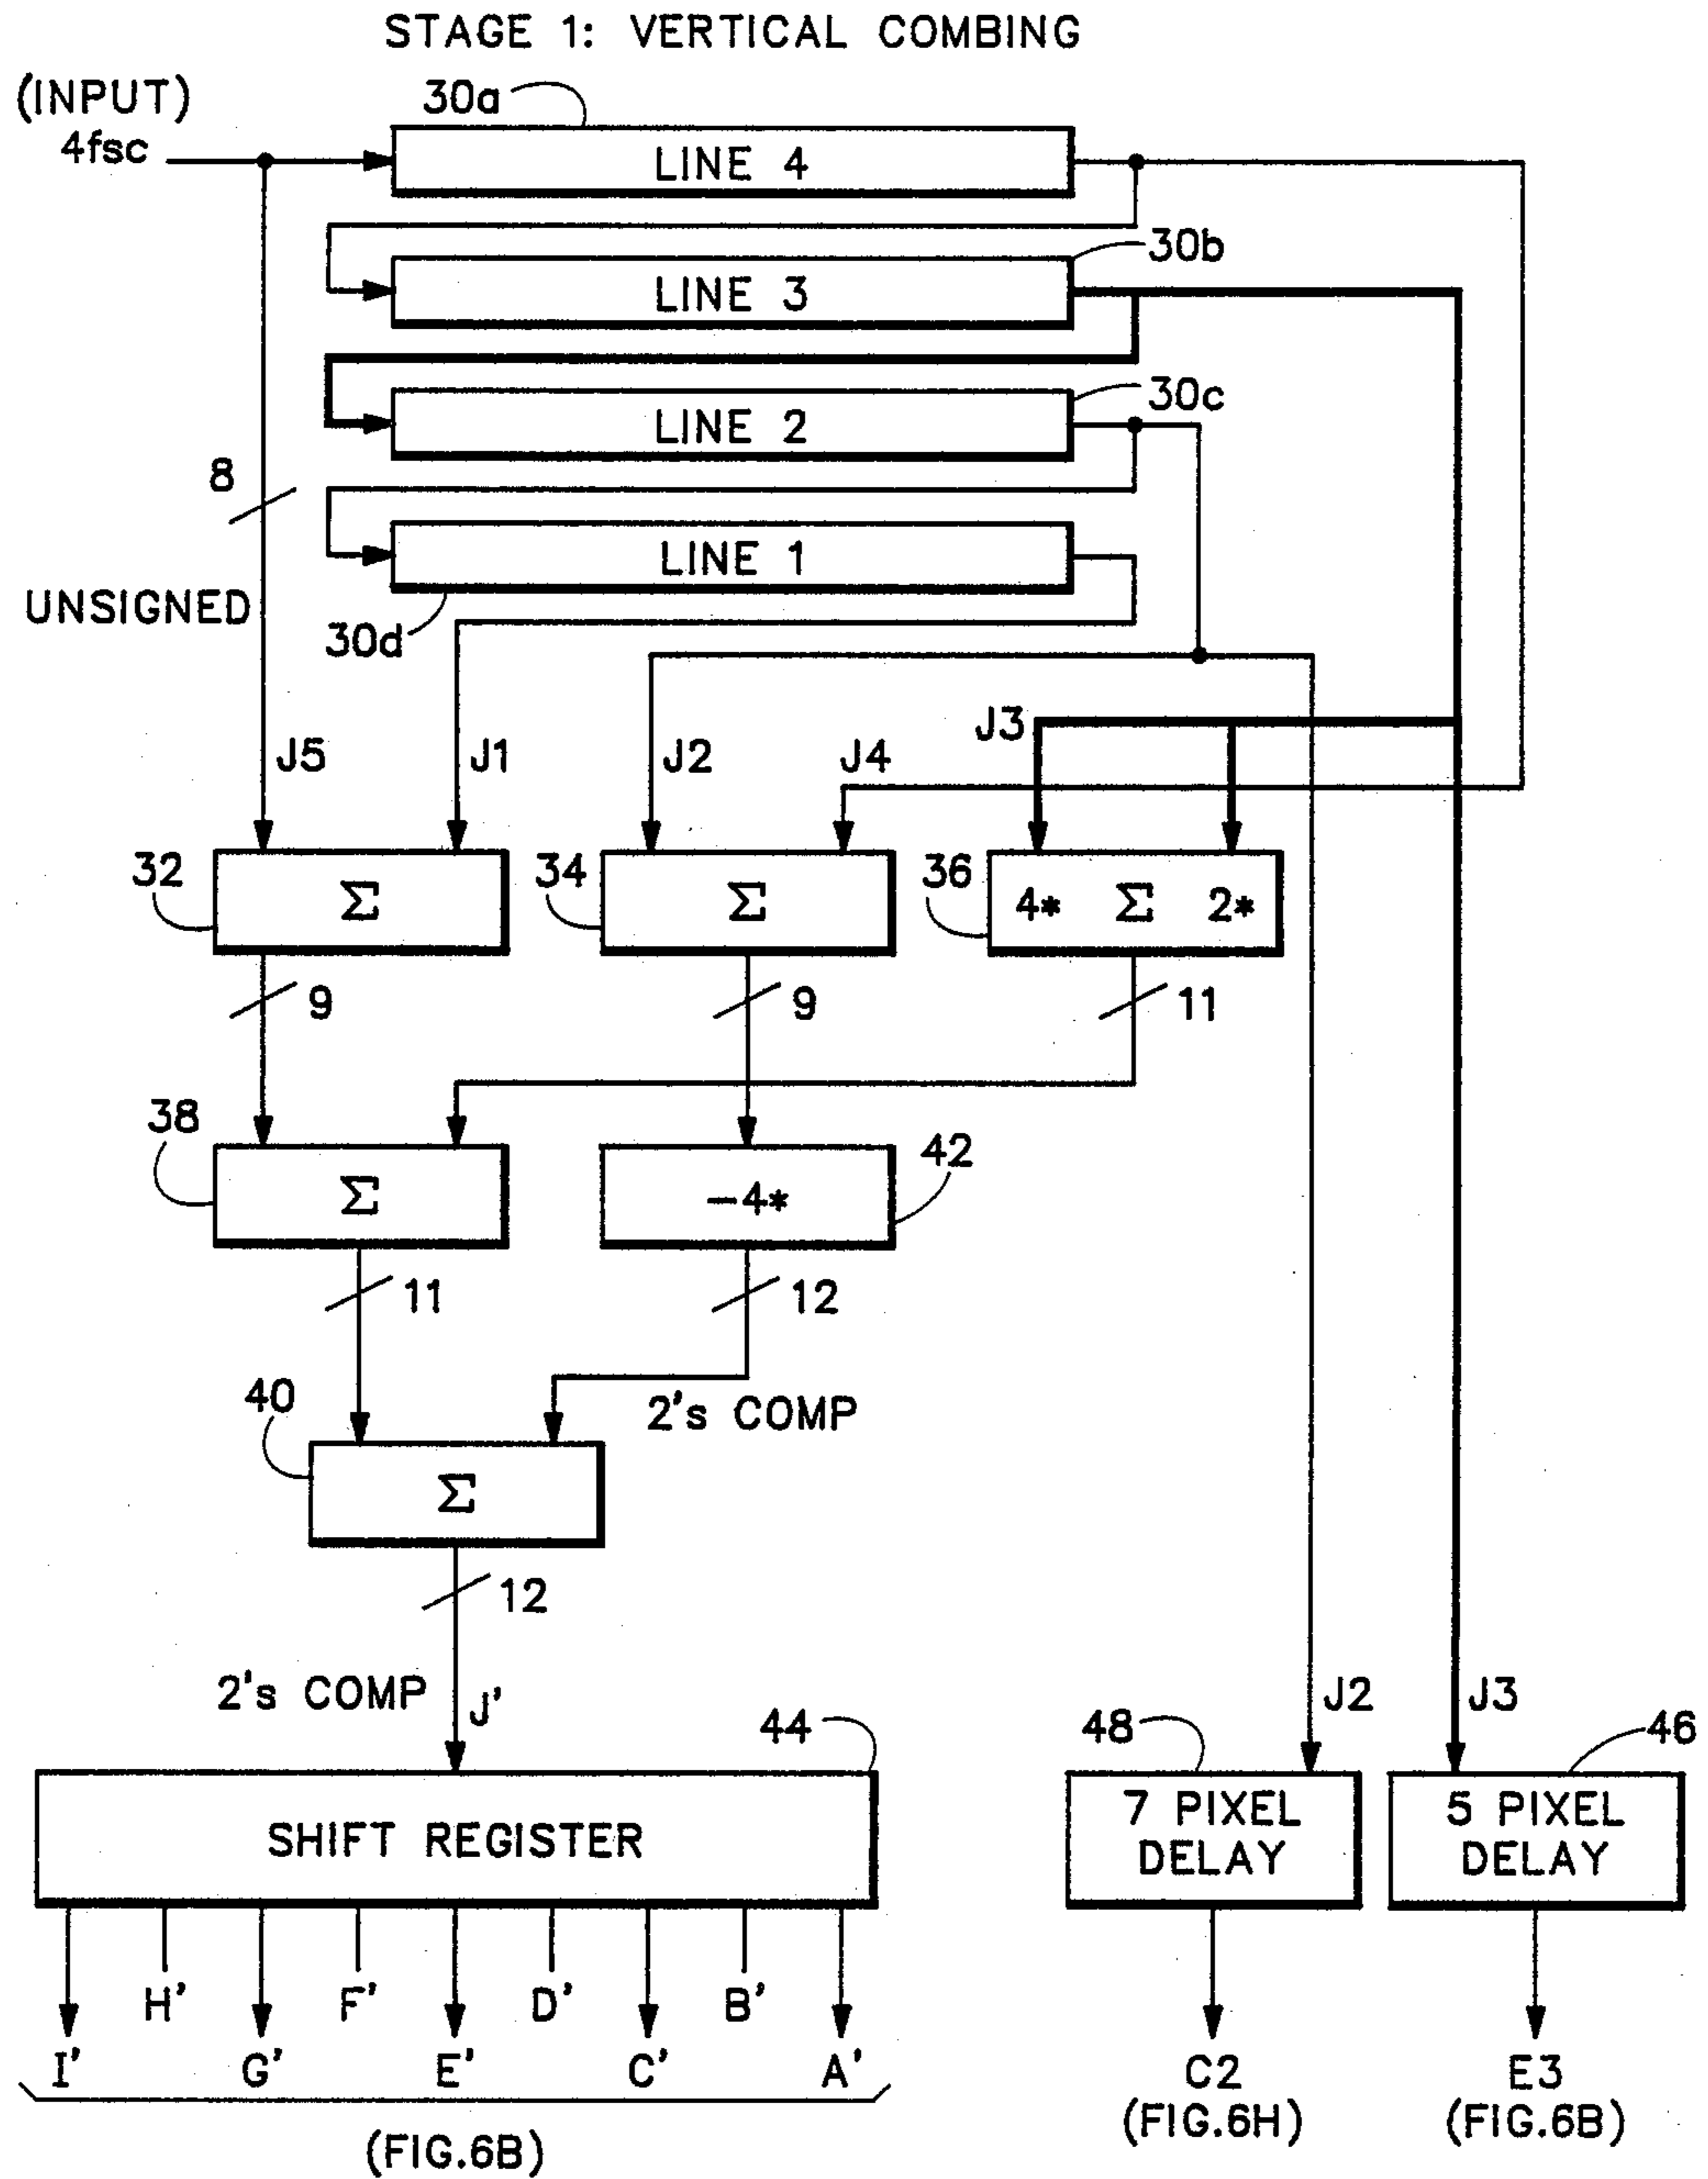 STAGE 1: VERTICAL COMBING
(INPUT)
4fsc
30a
LINE 4
30b
LINE 3
30c
LINE 2
8
LINE 1
UNSIGNED
30d
J5
J1
J2
J4
J3
32
Σ
34
Σ
36
4* Σ 2*
9
9
11
38
Σ
-4*
42
11
12
40
2's COMP
Σ
12
2's COMP
J'
J2
J3
44
48
46
SHIFT REGISTER
7 PIXEL
DELAY
5 PIXEL
DELAY
H'
F'
D'
B'
I'
G'
E'
C'
A'
(FIG.6B)
C2
(FIG.6H)
E3
(FIG.6B)